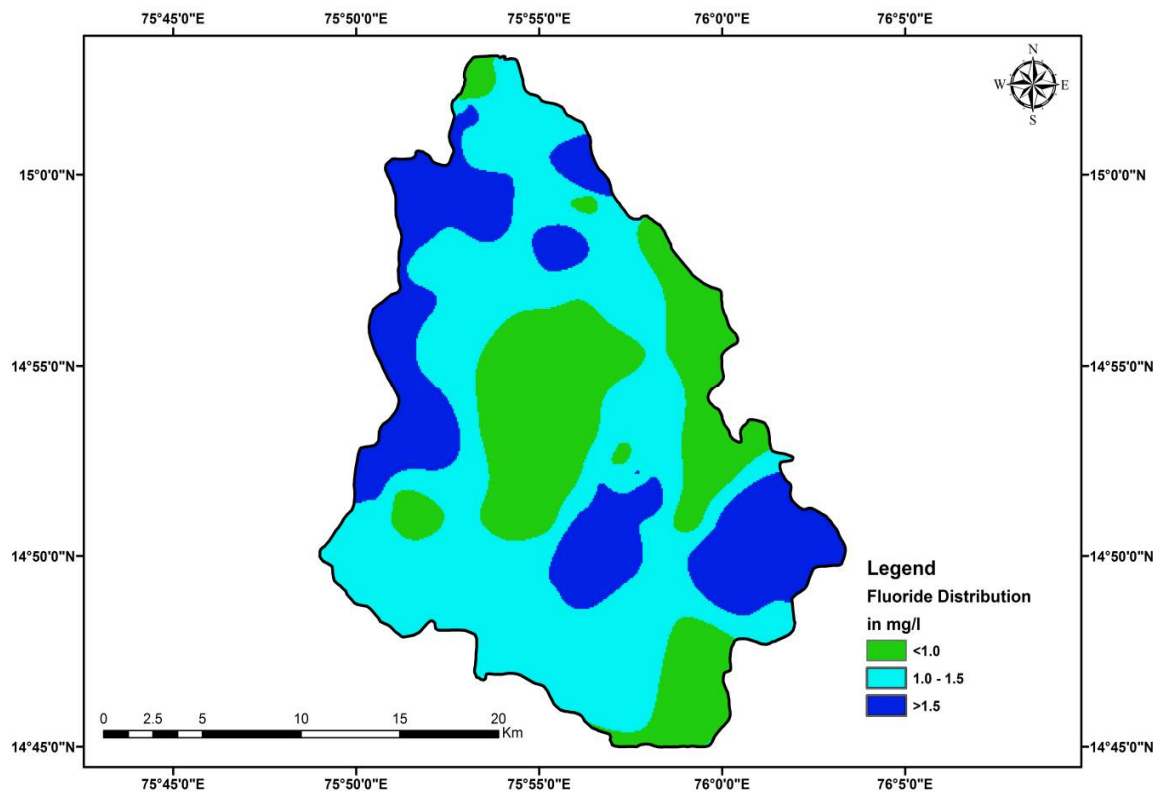 75°45'0"E 75°50'0"E 75°55'0"E 76°0'0"E 76°5'0"E
N
W E
S
15°0'0"N 15°0'0"N
14°55'0"N 14°55'0"N
14°50'0"N 14°50'0"N
Legend
Fluoride Distribution
in mg/l
<1.0
1.0 - 1.5
>1.5
0 2.5 5 10 15 20
Km
14°45'0"N 14°45'0"N
75°45'0"E 75°50'0"E 75°55'0"E 76°0'0"E 76°5'0"E